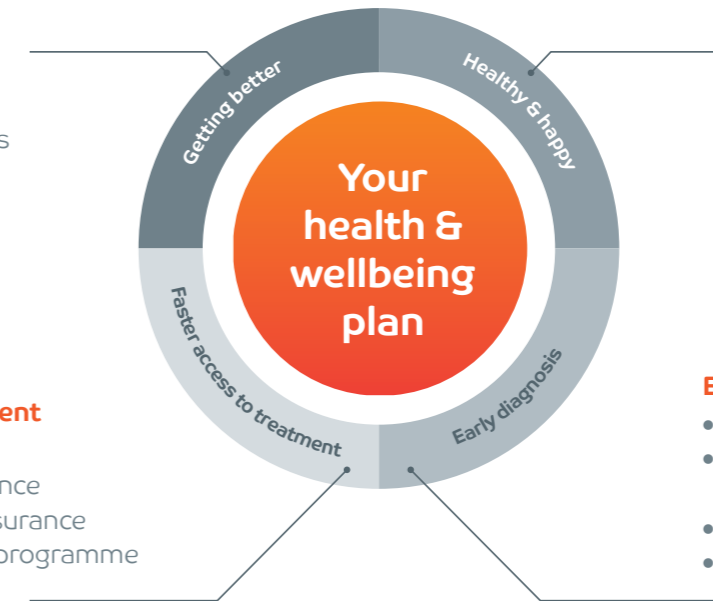 Getting better
Healthy & happy
s
Your
health &
wellbeing
plan
Faster access to treatment
Early diagnosis
ent
E
•
nce
•
surance
programme
•
•